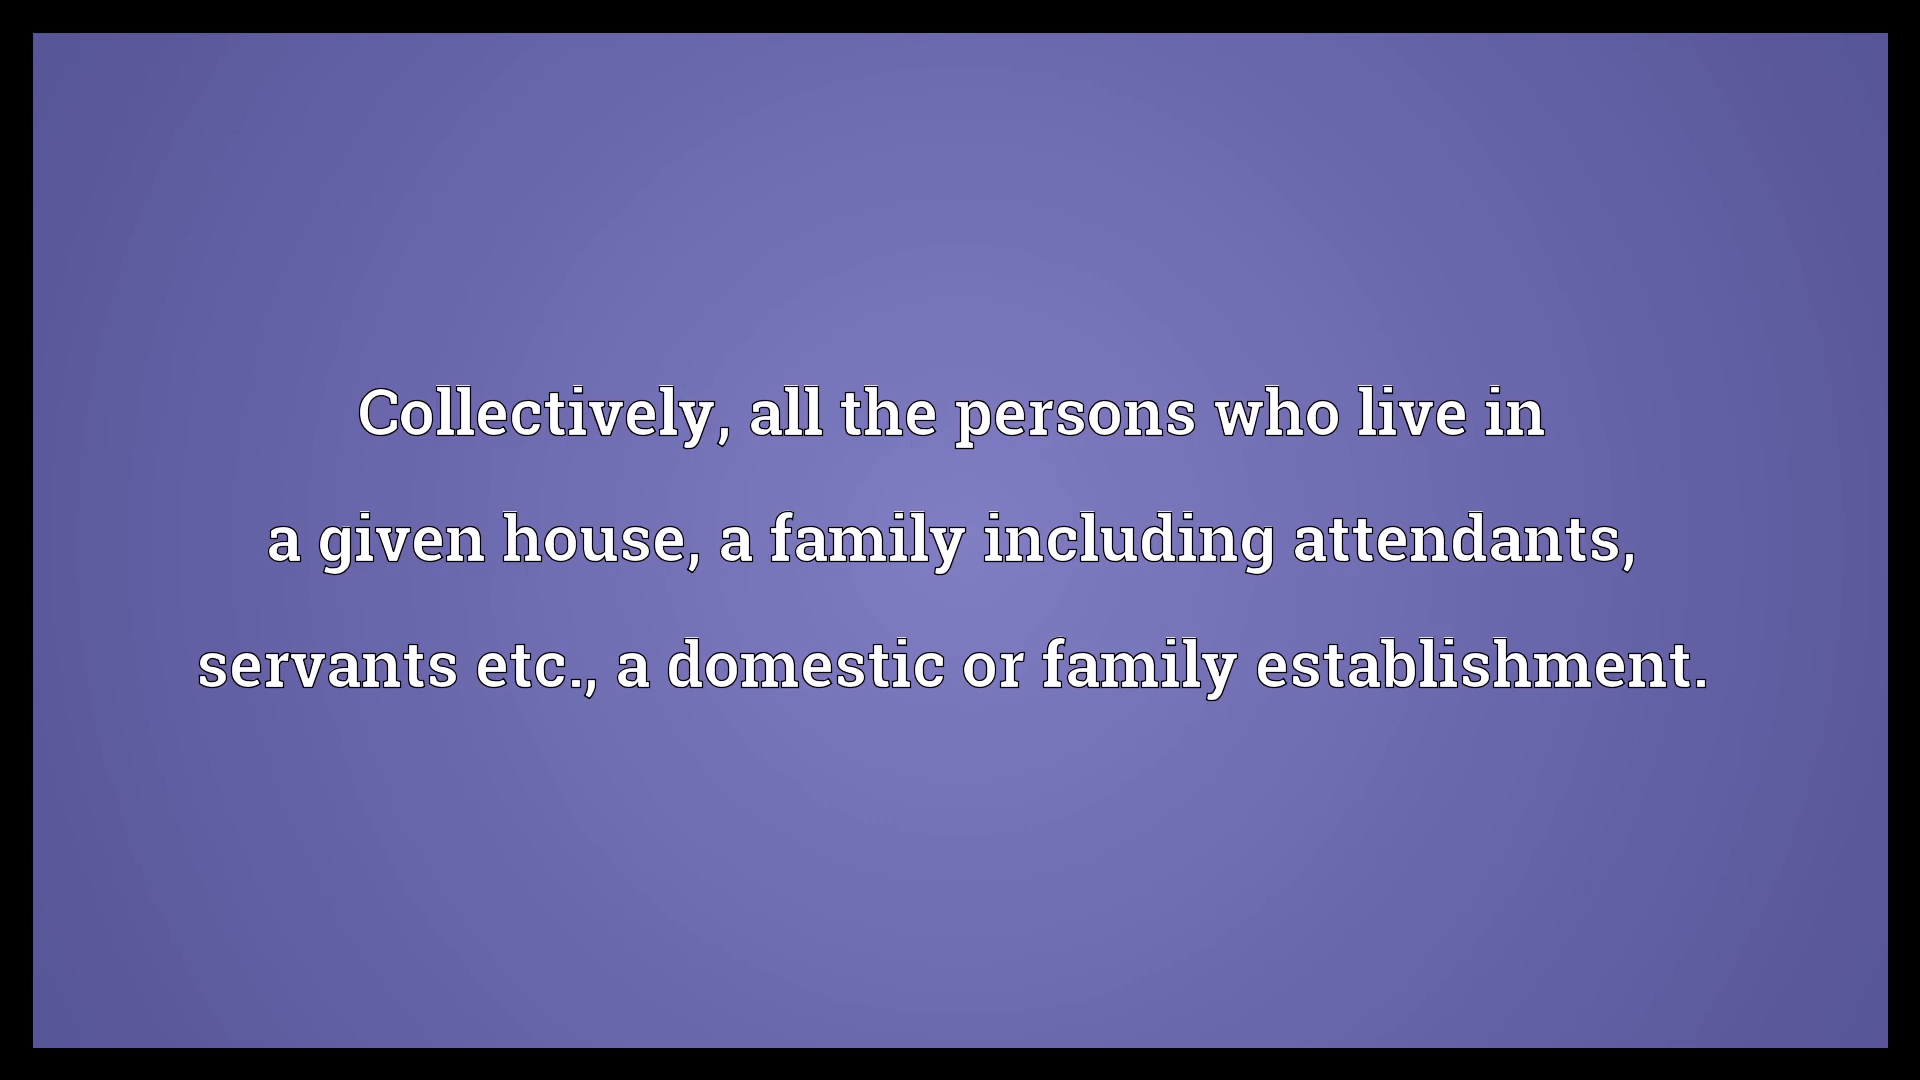 Collectively, all the persons who live in
a given house, a family including attendants,
servants etc., a domestic or family establishment.